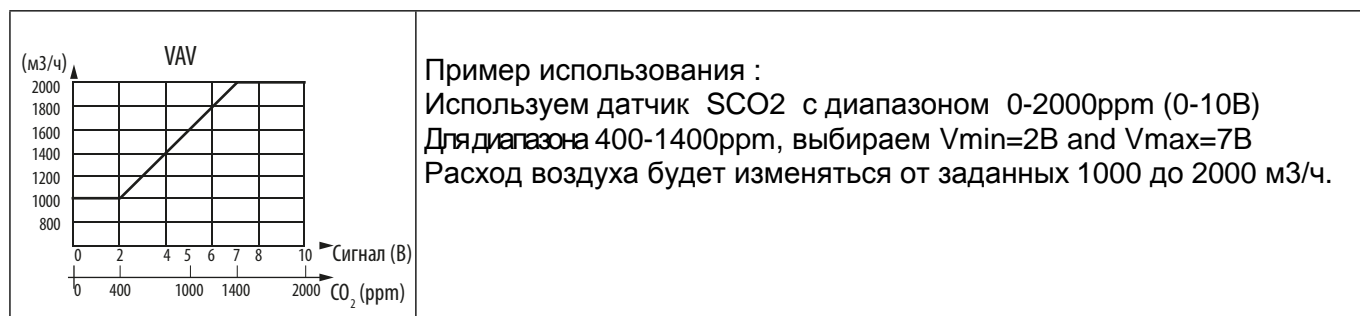 VAV
(м3/ч)
2000
1800
1600
1400
1200
1000
800
0 2 4 5 6 7 8 10 Сигнал (В)
0 400 1000 1400 2000 CO2 (ppm)
Пример использования :
Используем датчик SCO2 с диапазоном 0-2000ppm (0-10В)
Для диапазона 400-1400ppm, выбираем Vmin=2В and Vmax=7В
Расход воздуха будет изменяться от заданных 1000 до 2000 м3/ч.